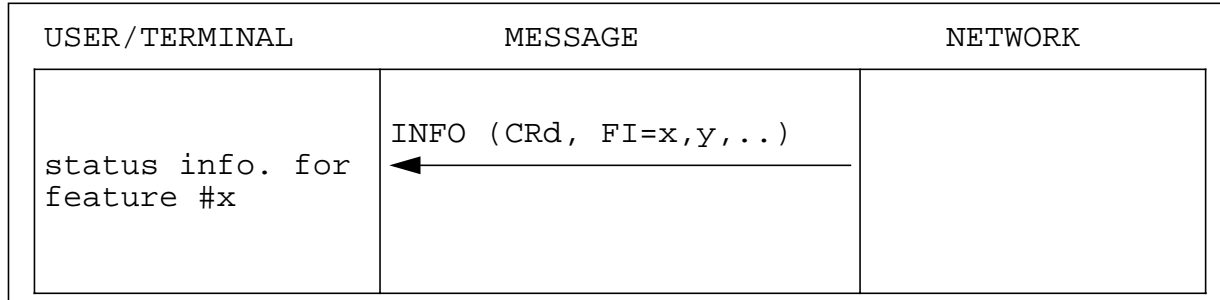 USER/TERMINAL MESSAGE NETWORK
INFO (CRd, FI=x,y,..)
status info. for
feature #x